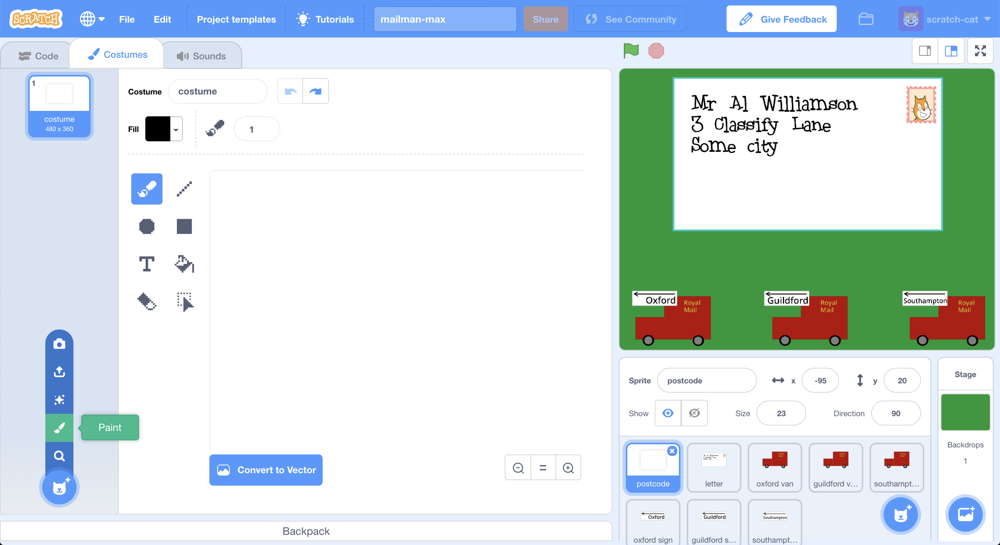 SCRATCH File Edit Project templates Tutorials mailman-max Share See Community Give Feedback scratch-cat
Code Costumes Sounds
1
costume
480 x 360
Costume costume
Fill 1
Paint
Convert to Vector
Backpack
Mr Al Williamson
3 Classify Lane
Some city
Oxford
Royal
Mail
Guildford
Royal
Mail
Southampton
Royal
Mail
Sprite postcode x -95 y 20
Show Size 23 Direction 90
Stage
Backdrops
1
postcode letter oxford van guildford v... southampt...
Oxford Guildford Southampton
oxford sign guildford s... southampt...